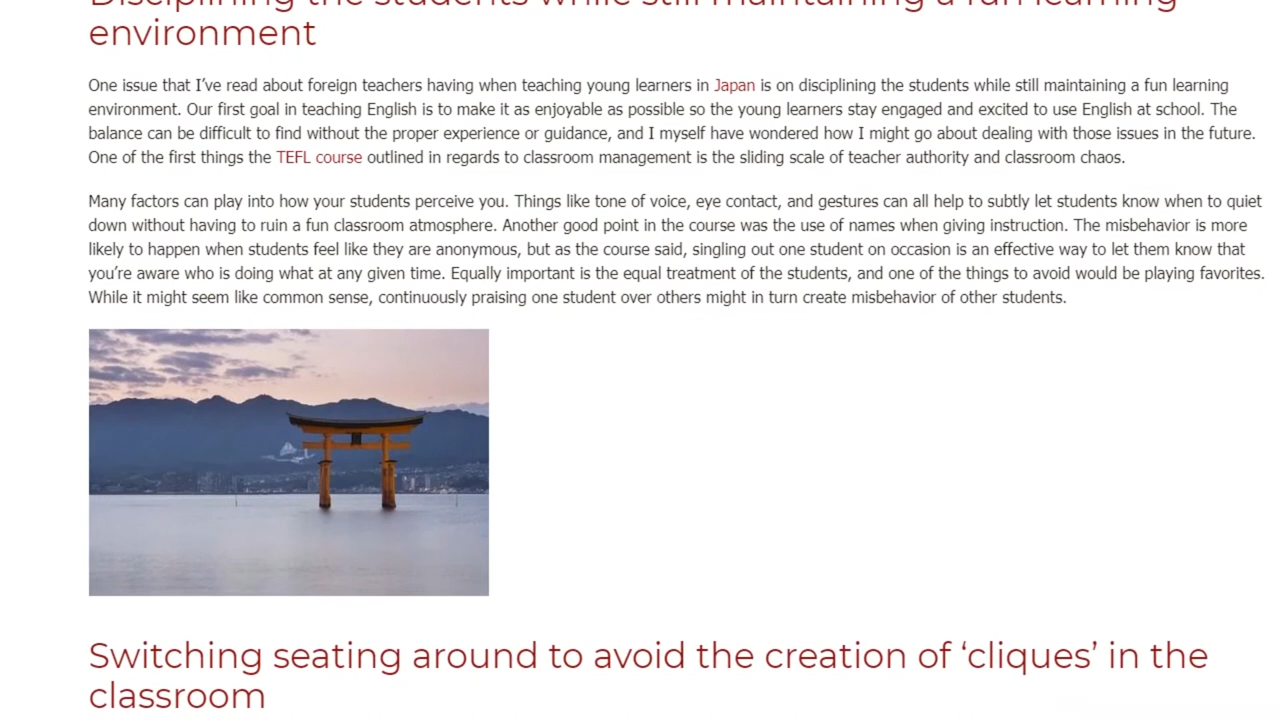 Disciplining the students while still maintaining a fun learning
environment
One issue that I’ve read about foreign teachers having when teaching young learners in Japan is on disciplining the students while still maintaining a fun learning
environment. Our first goal in teaching English is to make it as enjoyable as possible so the young learners stay engaged and excited to use English at school. The
balance can be difficult to find without the proper experience or guidance, and I myself have wondered how I might go about dealing with those issues in the future.
One of the first things the TEFL course outlined in regards to classroom management is the sliding scale of teacher authority and classroom chaos.
Many factors can play into how your students perceive you. Things like tone of voice, eye contact, and gestures can all help to subtly let students know when to quiet
down without having to ruin a fun classroom atmosphere. Another good point in the course was the use of names when giving instruction. The misbehavior is more
likely to happen when students feel like they are anonymous, but as the course said, singling out one student on occasion is an effective way to let them know that
you’re aware who is doing what at any given time. Equally important is the equal treatment of the students, and one of the things to avoid would be playing favorites.
While it might seem like common sense, continuously praising one student over others might in turn create misbehavior of other students.
Switching seating around to avoid the creation of ‘cliques’ in the
classroom